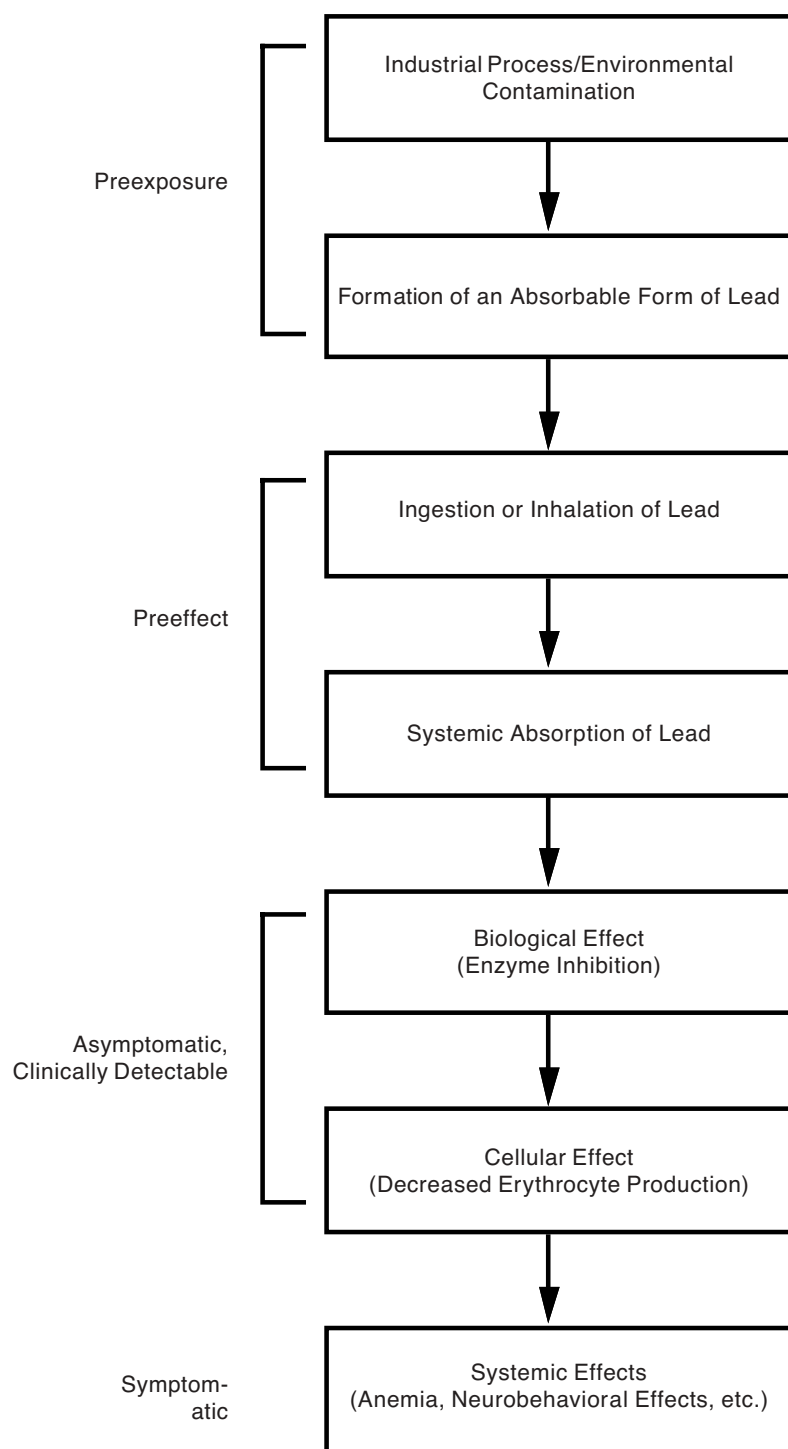 Industrial Process/Environmental
Contamination
Preexposure
Formation of an Absorbable Form of Lead
Ingestion or Inhalation of Lead
Preeffect
Systemic Absorption of Lead
Biological Effect
(Enzyme Inhibition)
Asymptomatic,
Clinically Detectable
Cellular Effect
(Decreased Erythrocyte Production)
Systemic Effects
(Anemia, Neurobehavioral Effects, etc.)
Symptom-
atic